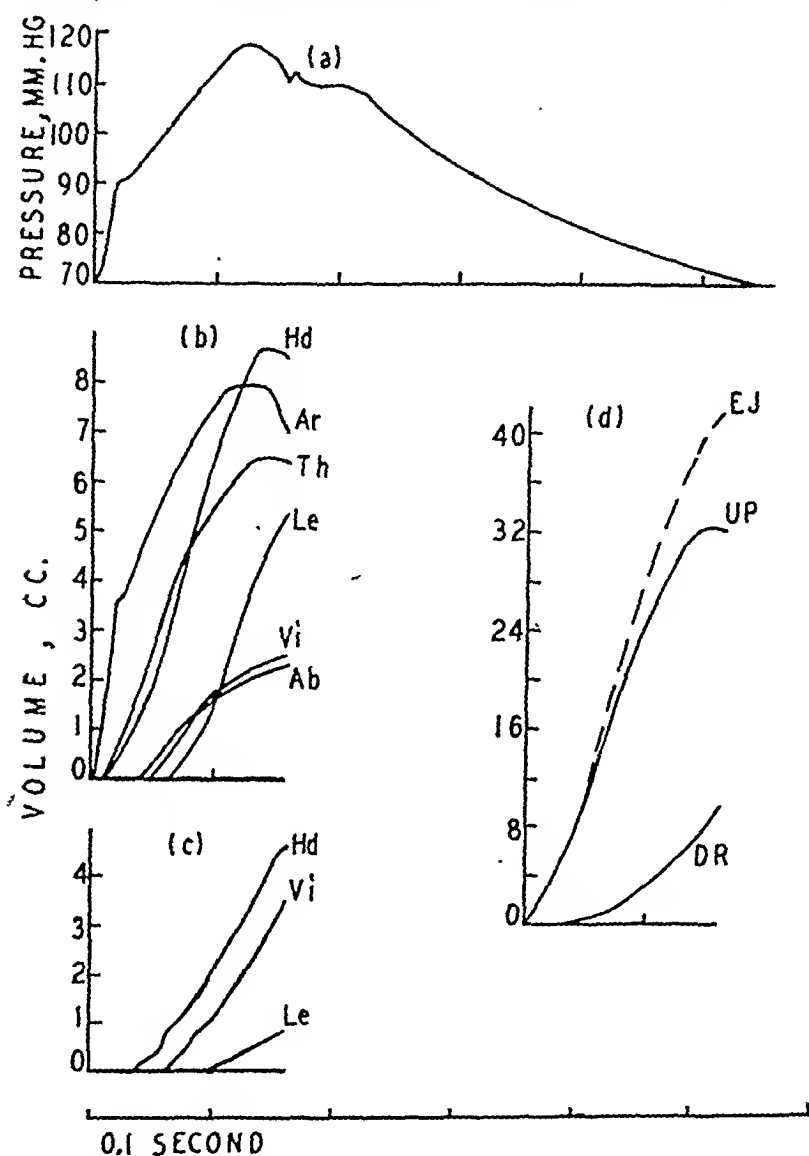 PRESSURE, MM. HG
120
110
100
90
80
70
(a)
VOLUME, CC.
(b)
8
7
6
5
4
3
2
1
0
Hd
Ar
Th
Le
Vi
Ab
(c)
4
3
2
1
0
Hd
Vi
Le
(d)
40
32
24
16
8
0
EJ
UP
DR
0.1 SECOND